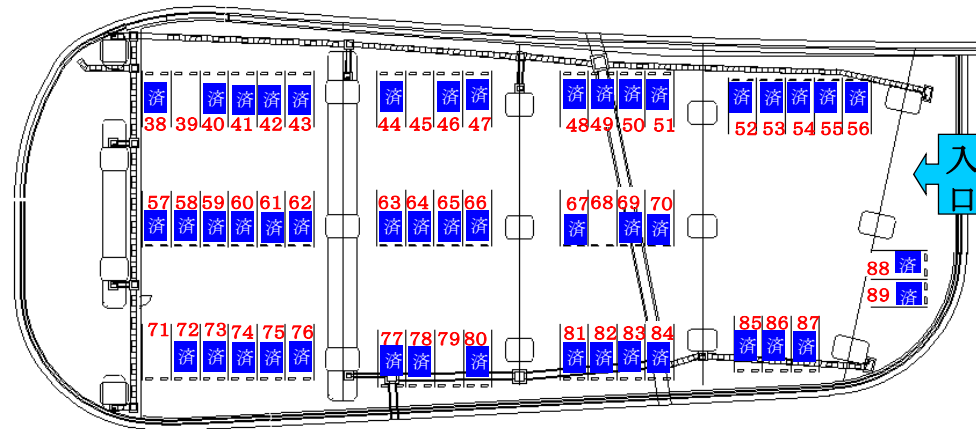 済 済 済 済 済 済 済 済 済 済 済 済 済 済 済 済 済 済
38 39 40 41 42 43 44 45 46 47 48 49 50 51 52 53 54 55 56
入
口
57 58 59 60 61 62 63 64 65 66 67 68 69 70
済 済 済 済 済 済 済 済 済 済 済 済 済
88 済
89 済
71 72 73 74 75 76 77 78 79 80 81 82 83 84 85 86 87
済 済 済 済 済 済 済 済 済 済 済 済 済 済 済